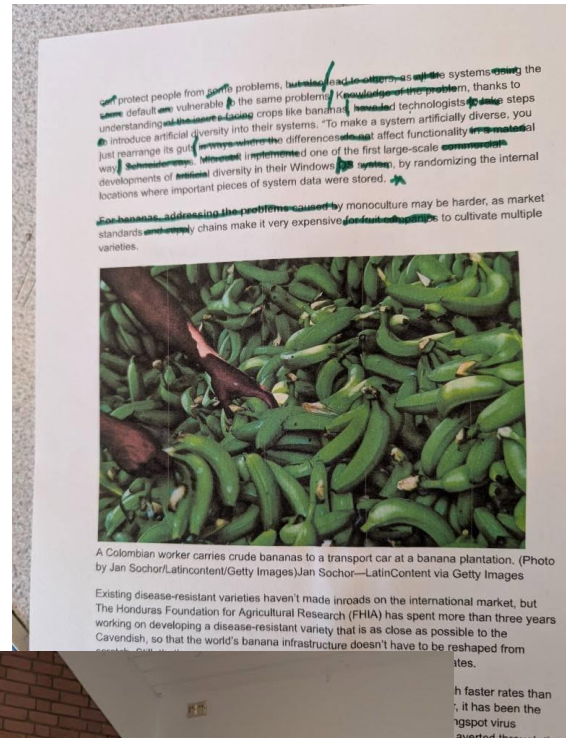 can protect people from some problems, but also lead to others, as all the systems using the
same default are vulnerable to the same problems. Knowledge of the problem, thanks to
understanding of the issues facing crops like bananas, have led technologists to take steps
to introduce artificial diversity into their systems. “To make a system artificially diverse, you
just rearrange its guts in ways where the differences do not affect functionality in a material
way,” Schneider says. Microsoft implemented one of the first large-scale commercial
developments of artificial diversity in their Windows system, by randomizing the internal
locations where important pieces of system data were stored.
For bananas, addressing the problems caused by monoculture may be harder, as market
standards and supply chains make it very expensive for fruit companies to cultivate multiple
varieties.
A Colombian worker carries crude bananas to a transport car at a banana plantation. (Photo
by Jan Sochor/Latincontent/Getty Images)Jan Sochor—LatinContent via Getty Images
Existing disease-resistant varieties haven’t made inroads on the international market, but
The Honduras Foundation for Agricultural Research (FHIA) has spent more than three years
working on developing a disease-resistant variety that is as close as possible to the
Cavendish, so that the world’s banana infrastructure doesn’t have to be reshaped from
ates.
h faster rates than
, it has been the
ngspot virus